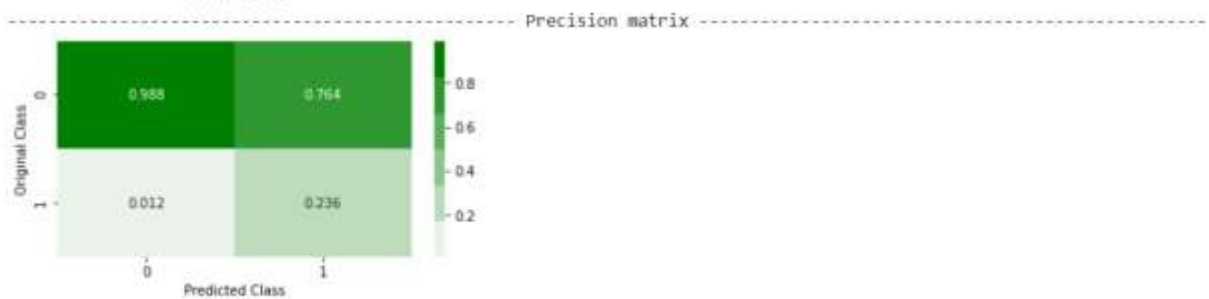 Precision matrix
0 0.988 0.764 0.8
0.6
Original Class
0.4
1 0.012 0.236 0.2
0 1
Predicted Class